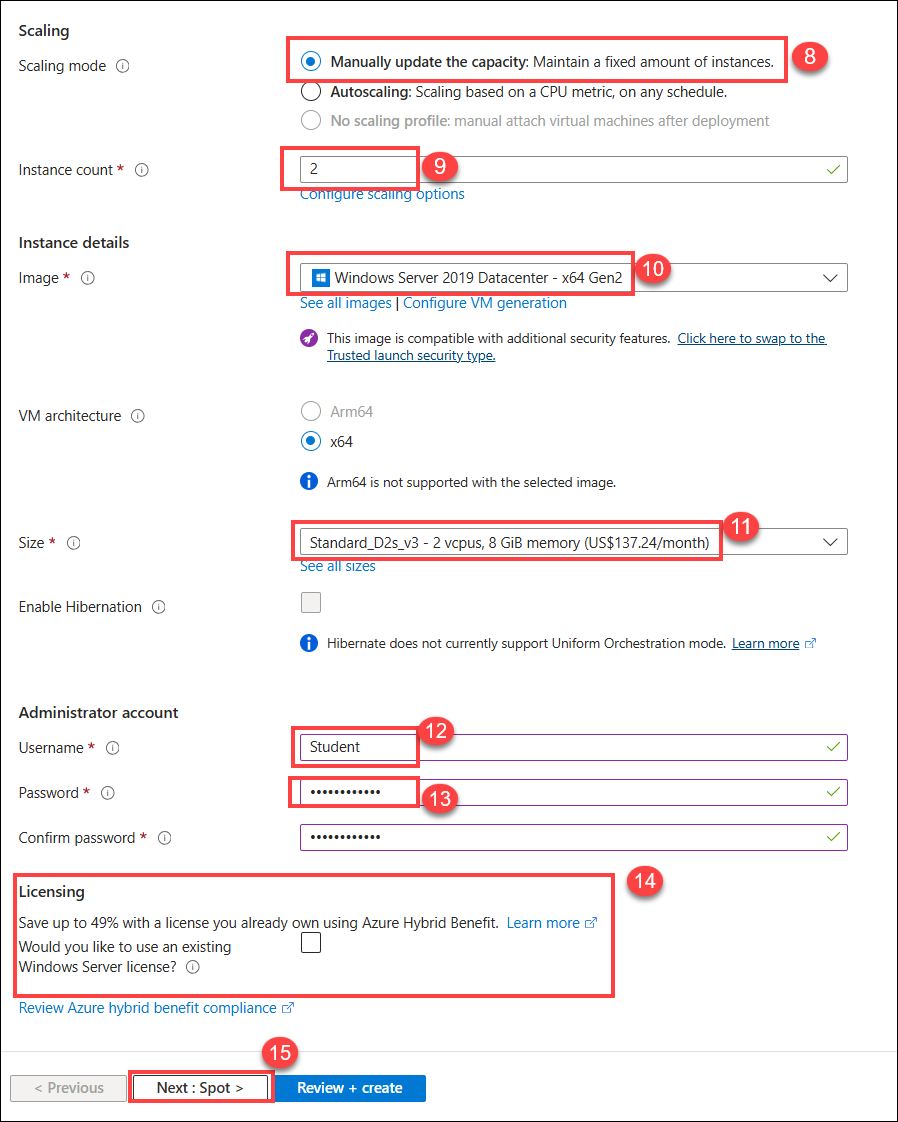 Scaling
Scaling mode
Manually update the capacity: Maintain a fixed amount of instances.
8
Autoscaling: Scaling based on a CPU metric, on any schedule.
No scaling profile: manual attach virtual machines after deployment
Instance count *
2
9
Configure scaling options
Instance details
Image *
Windows Server 2019 Datacenter - x64 Gen2
10
See all images | Configure VM generation
This image is compatible with additional security features. Click here to swap to the
Trusted launch security type.
VM architecture
Arm64
x64
Arm64 is not supported with the selected image.
Size *
Standard_D2s_v3 - 2 vcpus, 8 GiB memory (US$137.24/month)
11
See all sizes
Enable Hibernation
Hibernate does not currently support Uniform Orchestration mode. Learn more
Administrator account
Username *
Student
12
Password *
••••••••••••
13
Confirm password *
••••••••••••
14
Licensing
Save up to 49% with a license you already own using Azure Hybrid Benefit. Learn more
Would you like to use an existing
Windows Server license?
Review Azure hybrid benefit compliance
15
< Previous
Next : Spot >
Review + create